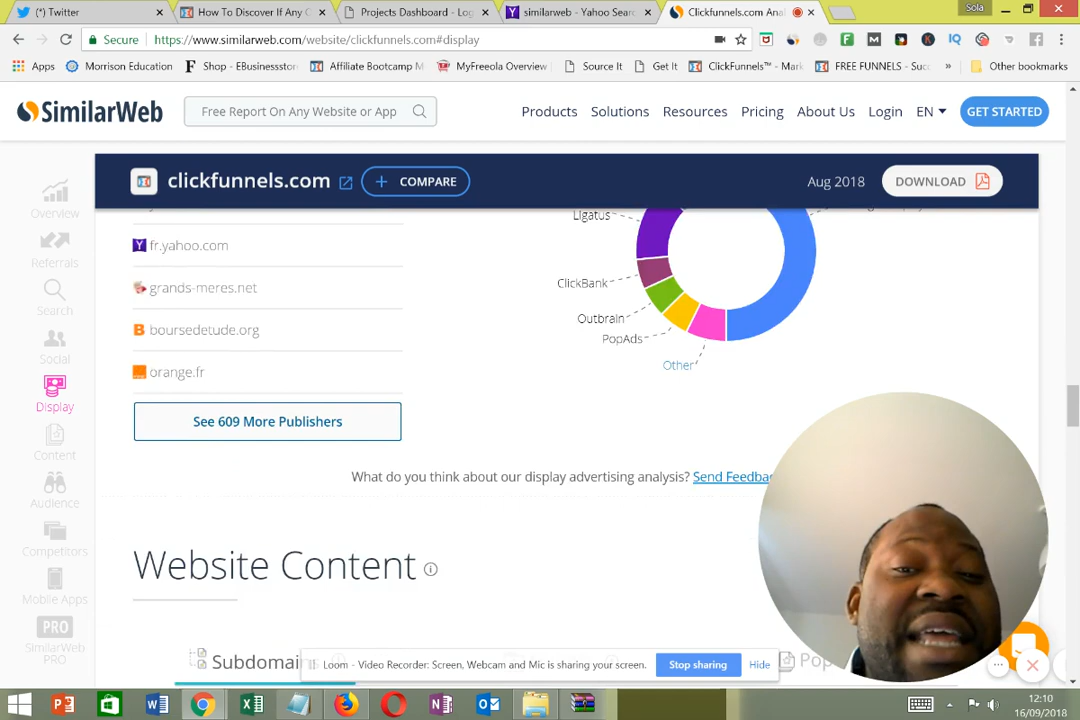 (*) Twitter
How To Discover If Any C
Projects Dashboard - Log
similarweb - Yahoo Searc
Clickfunnels.com Anal
Sola
Secure
https://www.similarweb.com/website/clickfunnels.com#display
Apps
Morrison Education
Shop - EBusinessstor
Affiliate Bootcamp M
MyFreeola Overview
Source It
Get It
ClickFunnels™ - Mark
FREE FUNNELS - Succ
»
Other bookmarks
SimilarWeb
Free Report On Any Website or App
Products
Solutions
Resources
Pricing
About Us
Login
EN
GET STARTED
clickfunnels.com
+ COMPARE
Aug 2018
DOWNLOAD
Overview
Referrals
Search
Social
Display
Content
Audience
Competitors
Mobile Apps
PRO
SimilarWeb
PRO
fr.yahoo.com
grands-meres.net
boursedetude.org
orange.fr
See 609 More Publishers
Ligatus
ClickBank
Outbrain
PopAds
Other
What do you think about our display advertising analysis? Send Feedbac
Website Content
Subdomai
Pop
Loom - Video Recorder: Screen, Webcam and Mic is sharing your screen.
Stop sharing
Hide
12:10
16/09/2018